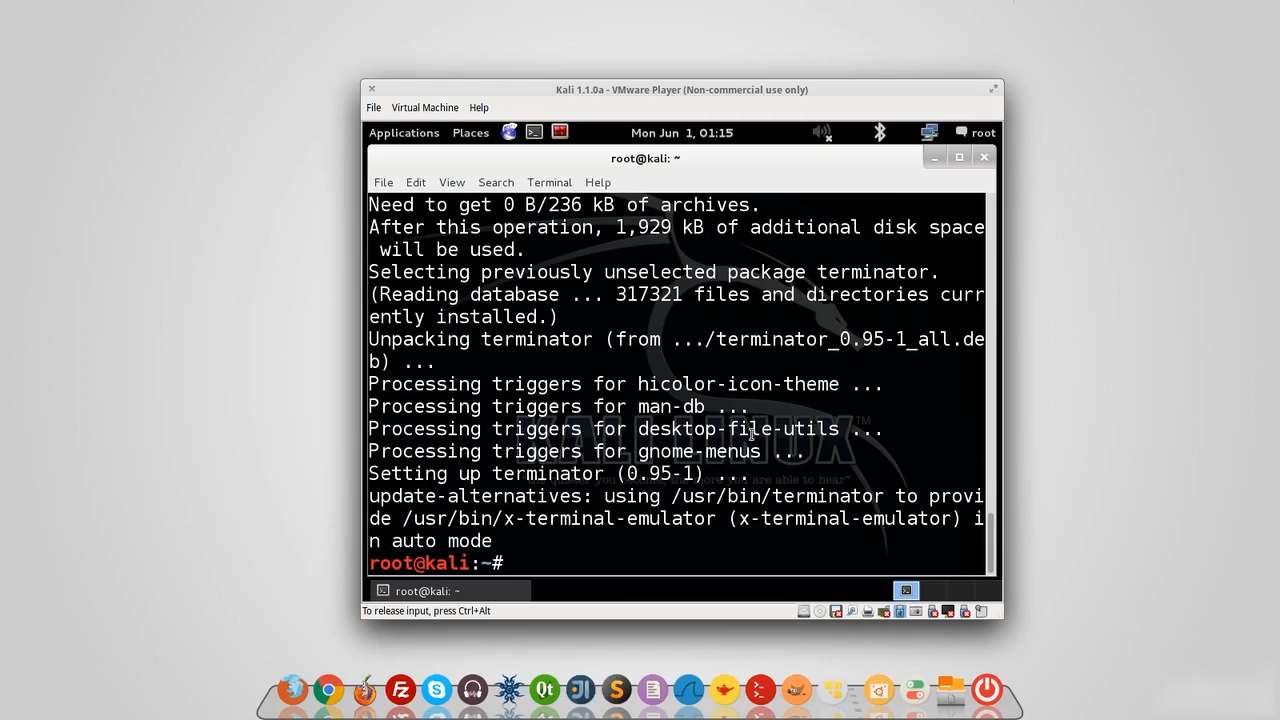 Kali 1.1.0a - VMware Player (Non-commercial use only)
File Virtual Machine Help
Applications Places Mon Jun 1, 01:15 root
root@kali: ~
File Edit View Search Terminal Help
Need to get 0 B/236 kB of archives.
After this operation, 1,929 kB of additional disk space
will be used.
Selecting previously unselected package terminator.
(Reading database ... 317321 files and directories curr
ently installed.)
Unpacking terminator (from .../terminator_0.95-1_all.de
b) ...
Processing triggers for hicolor-icon-theme ...
Processing triggers for man-db ...
Processing triggers for desktop-file-utils ...
Processing triggers for gnome-menus ...
Setting up terminator (0.95-1) ...
update-alternatives: using /usr/bin/terminator to provi
de /usr/bin/x-terminal-emulator (x-terminal-emulator) i
n auto mode
root@kali:~#
KALI LINUX™
root@kali: ~
To release input, press Ctrl+Alt
Fz
S
Qt
S